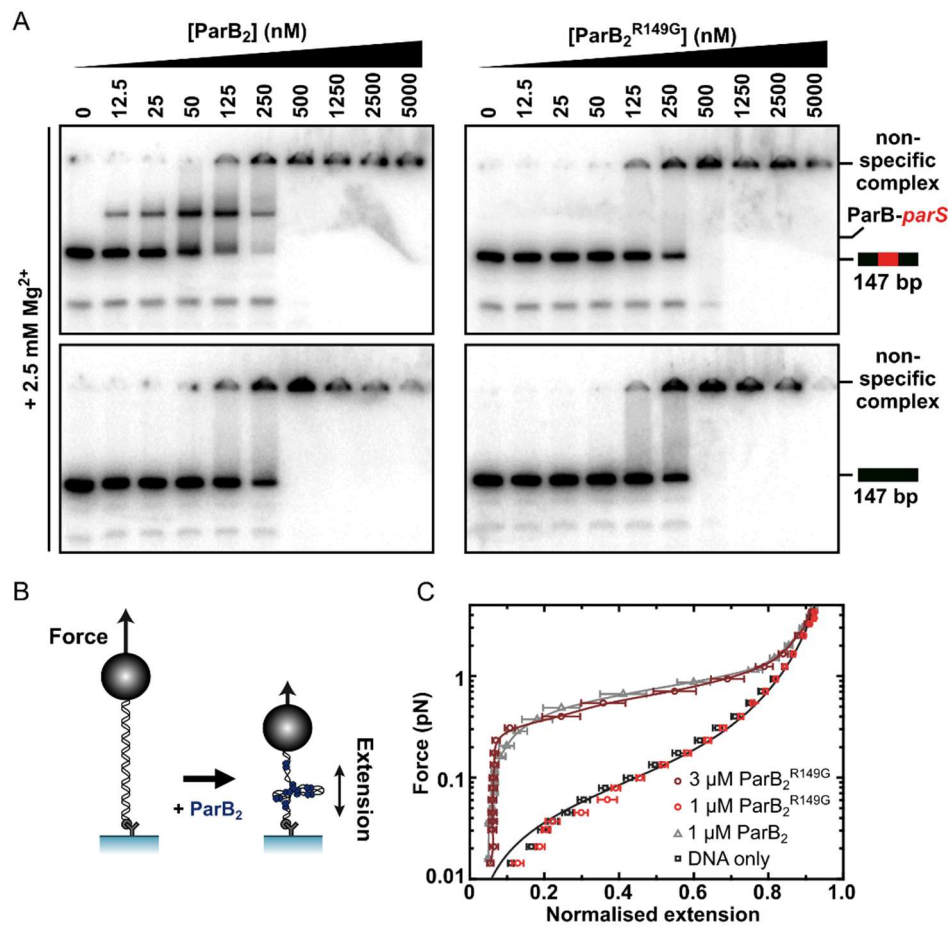 A
[ParB2] (nM)
[ParB2R149G] (nM)
0 12.5 25 50 125 250 500 1250 2500 5000
0 12.5 25 50 125 250 500 1250 2500 5000
+ 2.5 mM Mg2+
non-
specific
complex
ParB-parS
147 bp
non-
specific
complex
147 bp
B
Force
+ ParB2
Extension
C
Force (pN)
1
0.1
0.01
3 µM ParB2R149G
1 µM ParB2R149G
1 µM ParB2
DNA only
0 0.2 0.4 0.6 0.8 1.0
Normalised extension